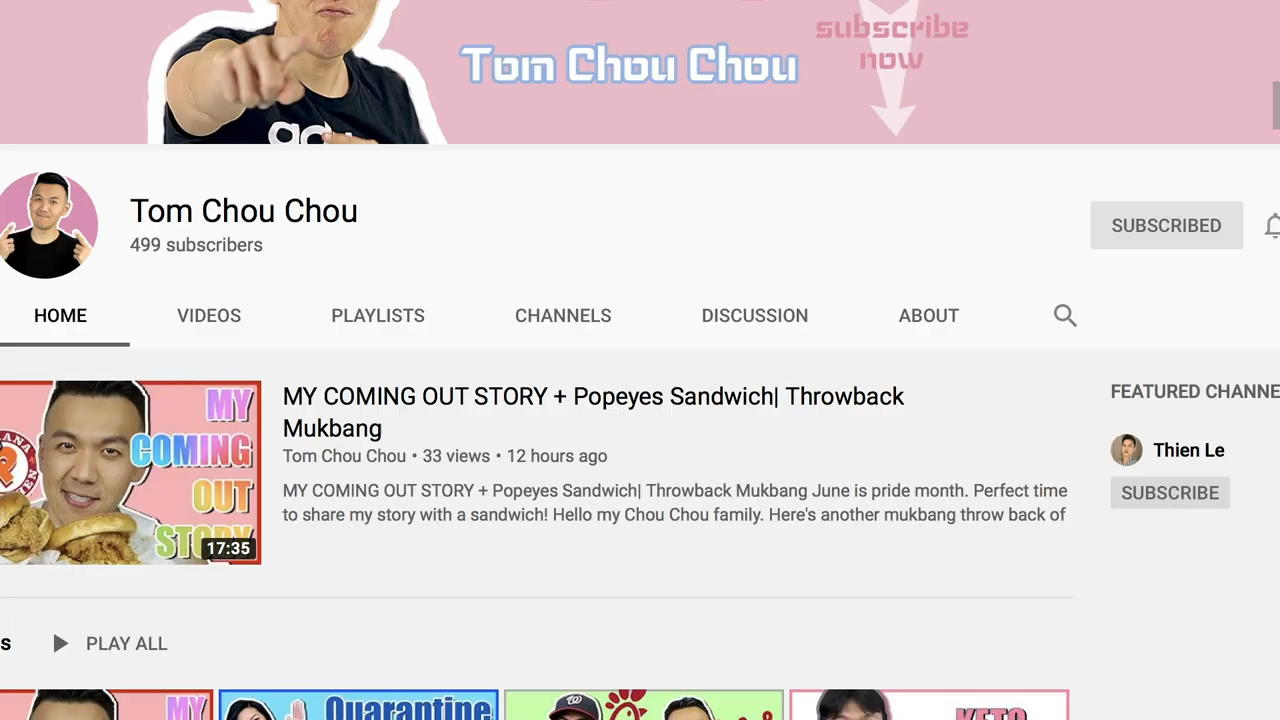 subscribe
now
Tom Chou Chou
Tom Chou Chou
499 subscribers
SUBSCRIBED
HOME VIDEOS PLAYLISTS CHANNELS DISCUSSION ABOUT
MY
COMING
OUT
STORY
17:35
MY COMING OUT STORY + Popeyes Sandwich| Throwback
Mukbang
Tom Chou Chou • 33 views • 12 hours ago
MY COMING OUT STORY + Popeyes Sandwich| Throwback Mukbang June is pride month. Perfect time
to share my story with a sandwich! Hello my Chou Chou family. Here's another mukbang throw back of
FEATURED CHANNE
Thien Le
SUBSCRIBE
s PLAY ALL
MY
Quarantine
KETO